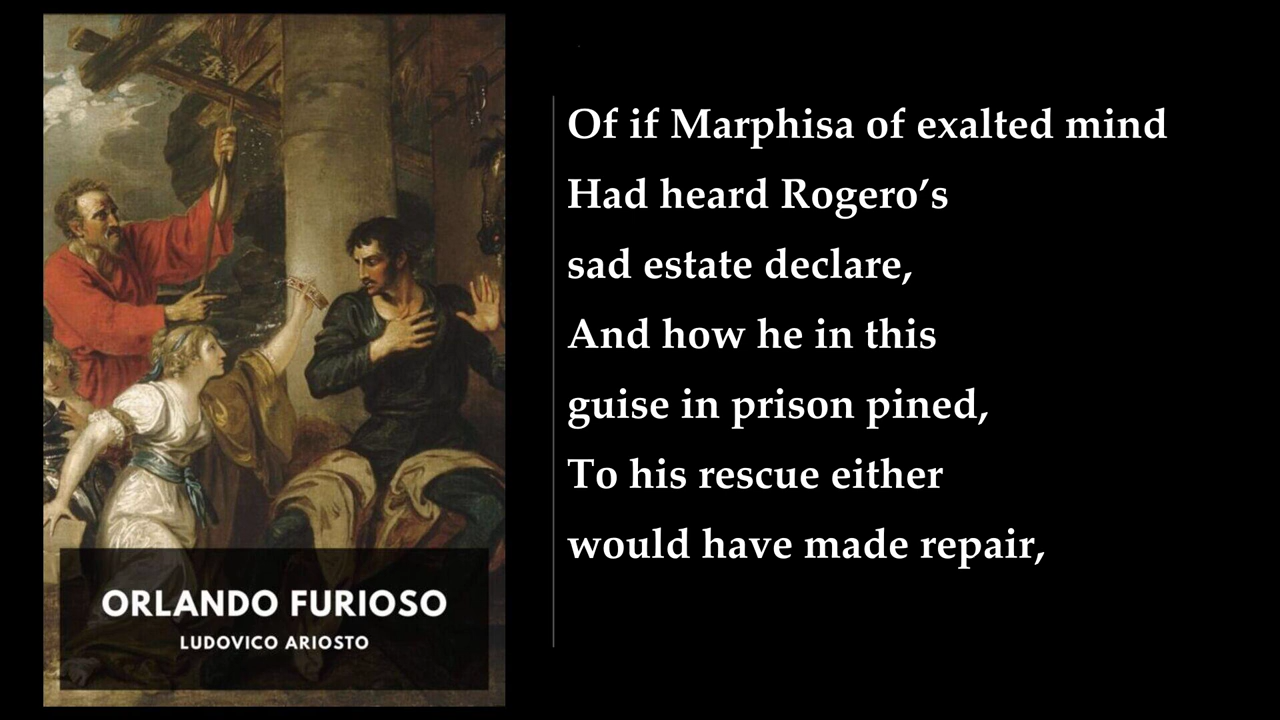 Of if Marphisa of exalted mind
Had heard Rogero’s
sad estate declare,
And how he in this
guise in prison pined,
To his rescue either
would have made repair,
ORLANDO FURIOSO
LUDOVICO ARIOSTO